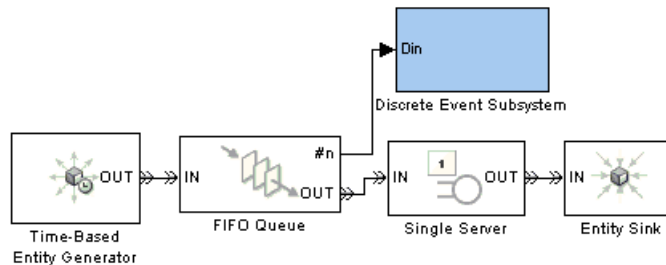 Din
Discrete Event Subsystem
#n
OUT
IN
OUT
FIFO Queue
IN
1
OUT
Single Server
IN
Entity Sink
Time-Based
Entity Generator